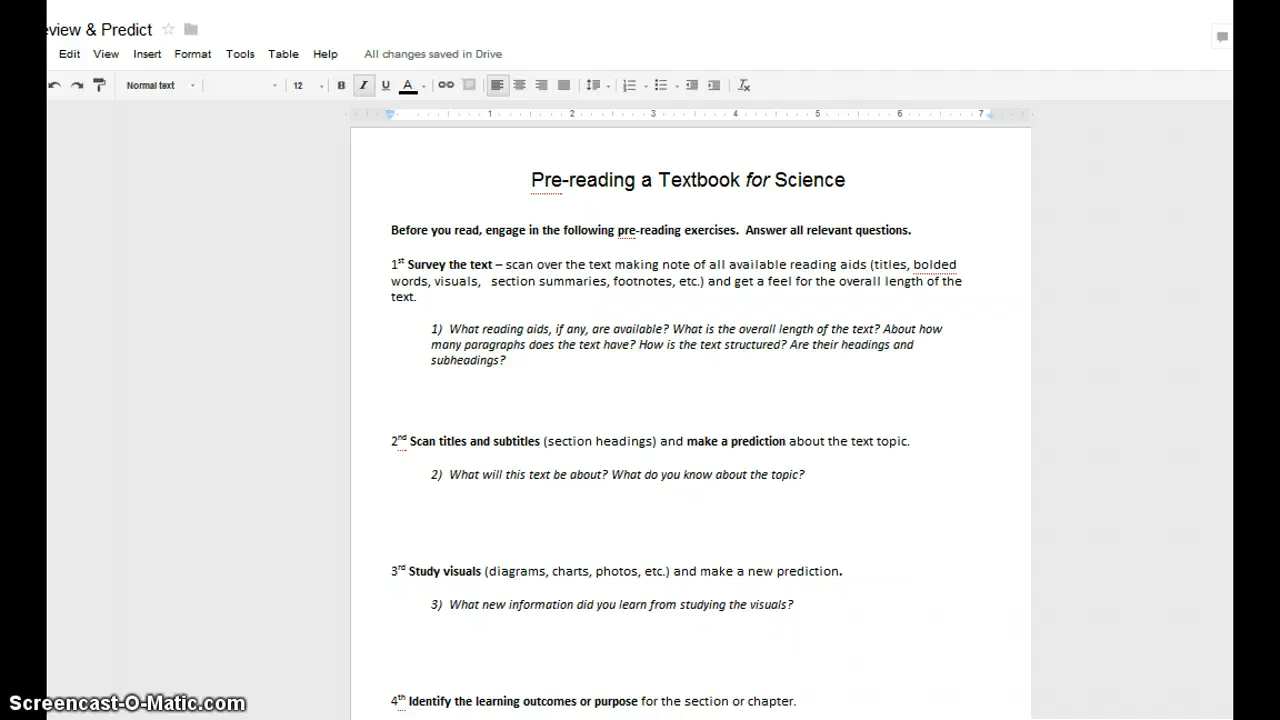 eview & Predict
Edit View Insert Format Tools Table Help All changes saved in Drive
Normal text 12 B I U A
1 2 3 4 5 6 7
Pre-reading a Textbook for Science
Before you read, engage in the following pre-reading exercises. Answer all relevant questions.
1st Survey the text – scan over the text making note of all available reading aids (titles, bolded
words, visuals, section summaries, footnotes, etc.) and get a feel for the overall length of the
text.
1) What reading aids, if any, are available? What is the overall length of the text? About how
many paragraphs does the text have? How is the text structured? Are their headings and
subheadings?
2nd Scan titles and subtitles (section headings) and make a prediction about the text topic.
2) What will this text be about? What do you know about the topic?
3rd Study visuals (diagrams, charts, photos, etc.) and make a new prediction.
3) What new information did you learn from studying the visuals?
4th Identify the learning outcomes or purpose for the section or chapter.
Screencast-O-Matic.com